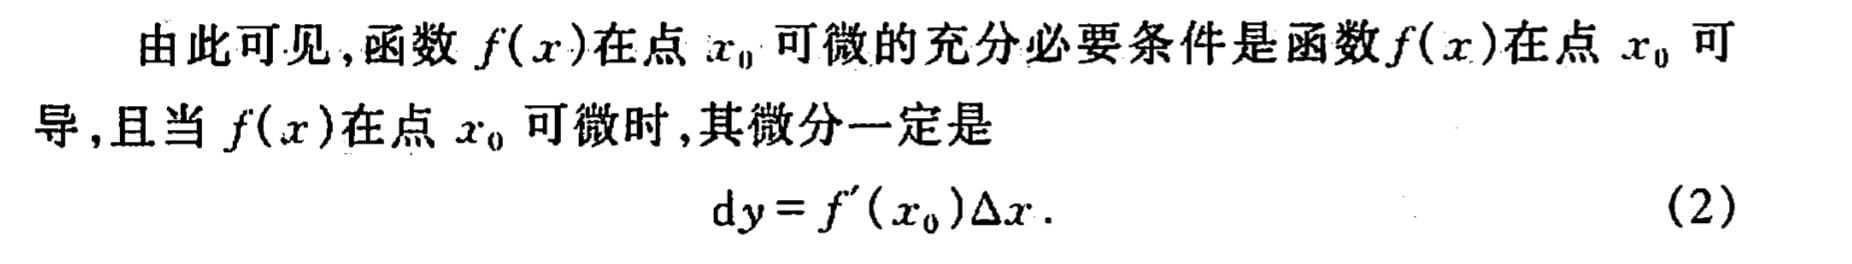 由此可见,函数 f(x)在点 x₀ 可微的充分必要条件是函数f(x)在点 x₀ 可
导,且当 f(x)在点 x₀ 可微时,其微分一定是
dy = f′(x₀)Δx. (2)